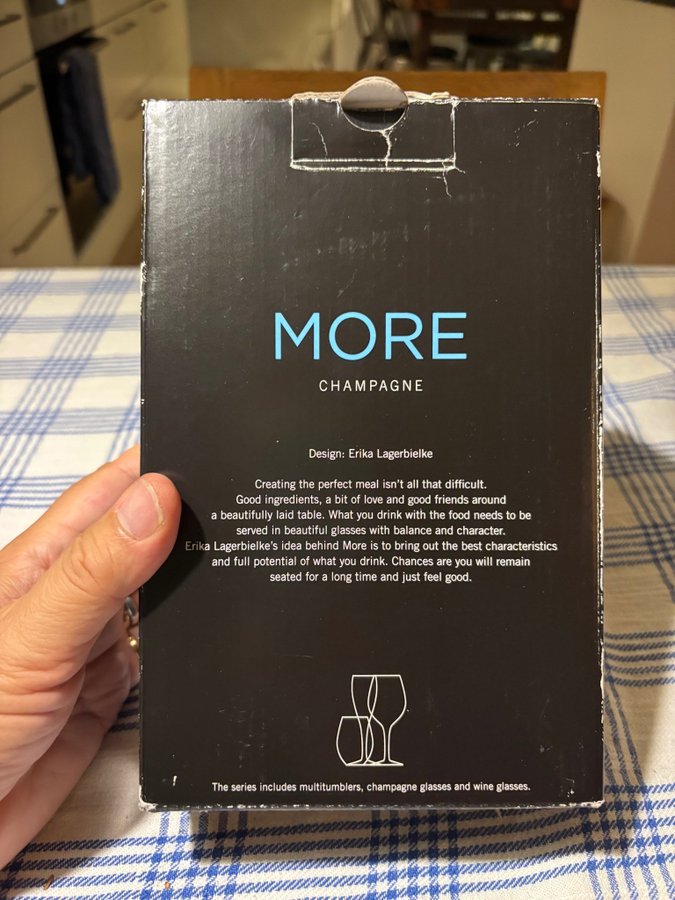 MORE
CHAMPAGNE
Design: Erika Lagerbielke
Creating the perfect meal isn't all that difficult.
Good ingredients, a bit of love and good friends around
a beautifully laid table. What you drink with the food needs to be
served in beautiful glasses with balance and character.
Erika Lagerbielke's idea behind More is to bring out the best characteristics
and full potential of what you drink. Chances are you will remain
seated for a long time and just feel good.
The series includes multitumblers, champagne glasses and wine glasses.